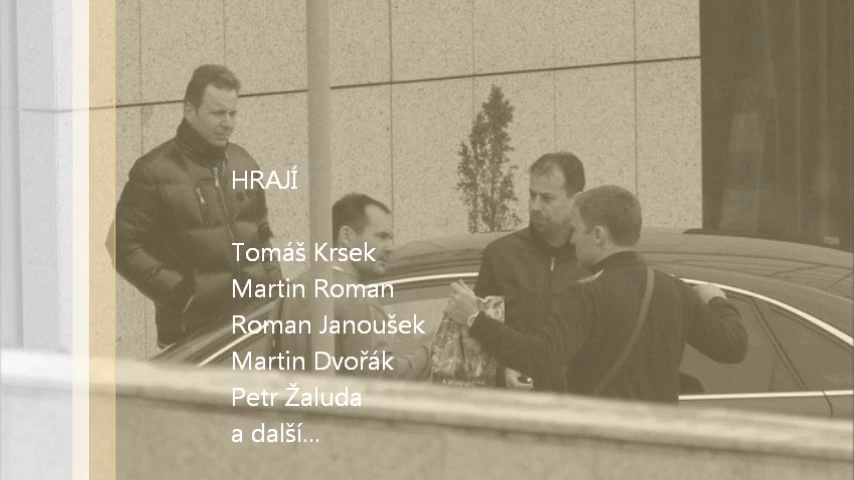 HRAJÍ
Tomáš Krsek
Martin Roman
Roman Janoušek
Martin Dvořák
Petr Žaluda
a další...